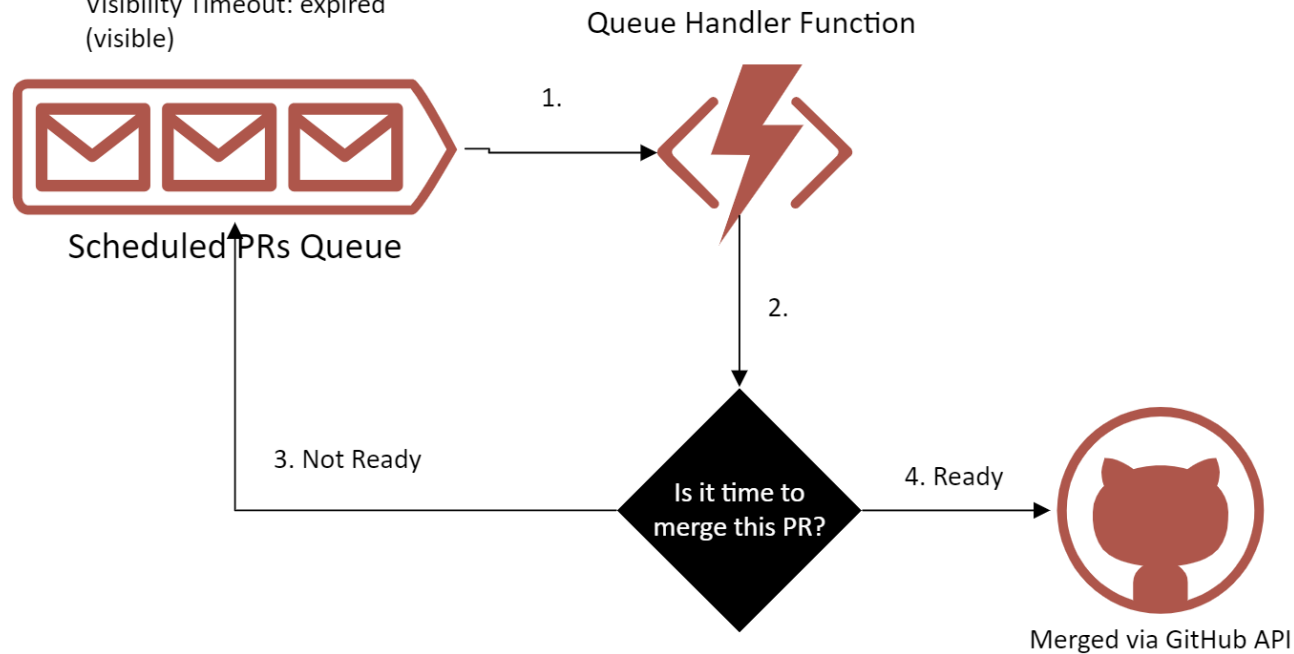 Visibility Timeout: expired
(visible)
Queue Handler Function
1.
Scheduled PRs Queue
2.
3. Not Ready
4. Ready
Is it time to
merge this PR?
Merged via GitHub API